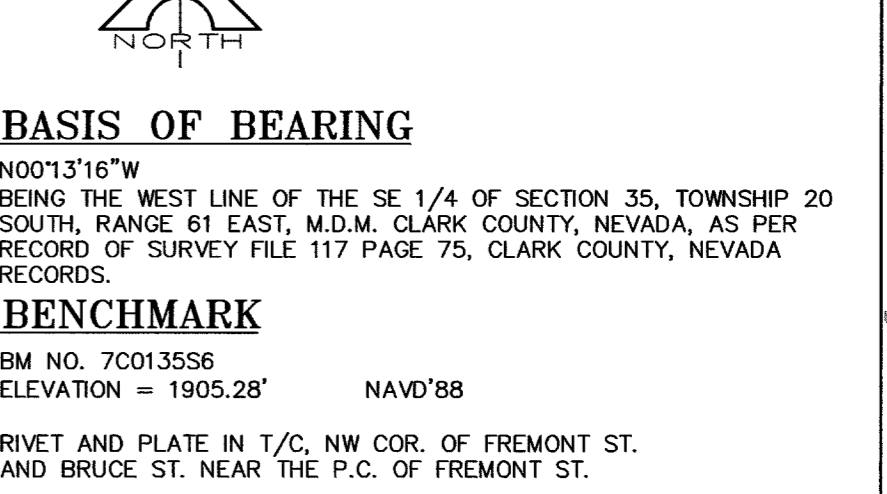 NORTH
BASIS OF BEARING
N00°13'16"W
BEING THE WEST LINE OF THE SE 1/4 OF SECTION 35, TOWNSHIP 20
SOUTH, RANGE 61 EAST, M.D.M. CLARK COUNTY, NEVADA, AS PER
RECORD OF SURVEY FILE 117 PAGE 75, CLARK COUNTY, NEVADA
RECORDS.
BENCHMARK
BM NO. 7C0135S6
ELEVATION = 1905.28' NAVD'88
RIVET AND PLATE IN T/C, NW COR. OF FREMONT ST.
AND BRUCE ST. NEAR THE P.C. OF FREMONT ST.